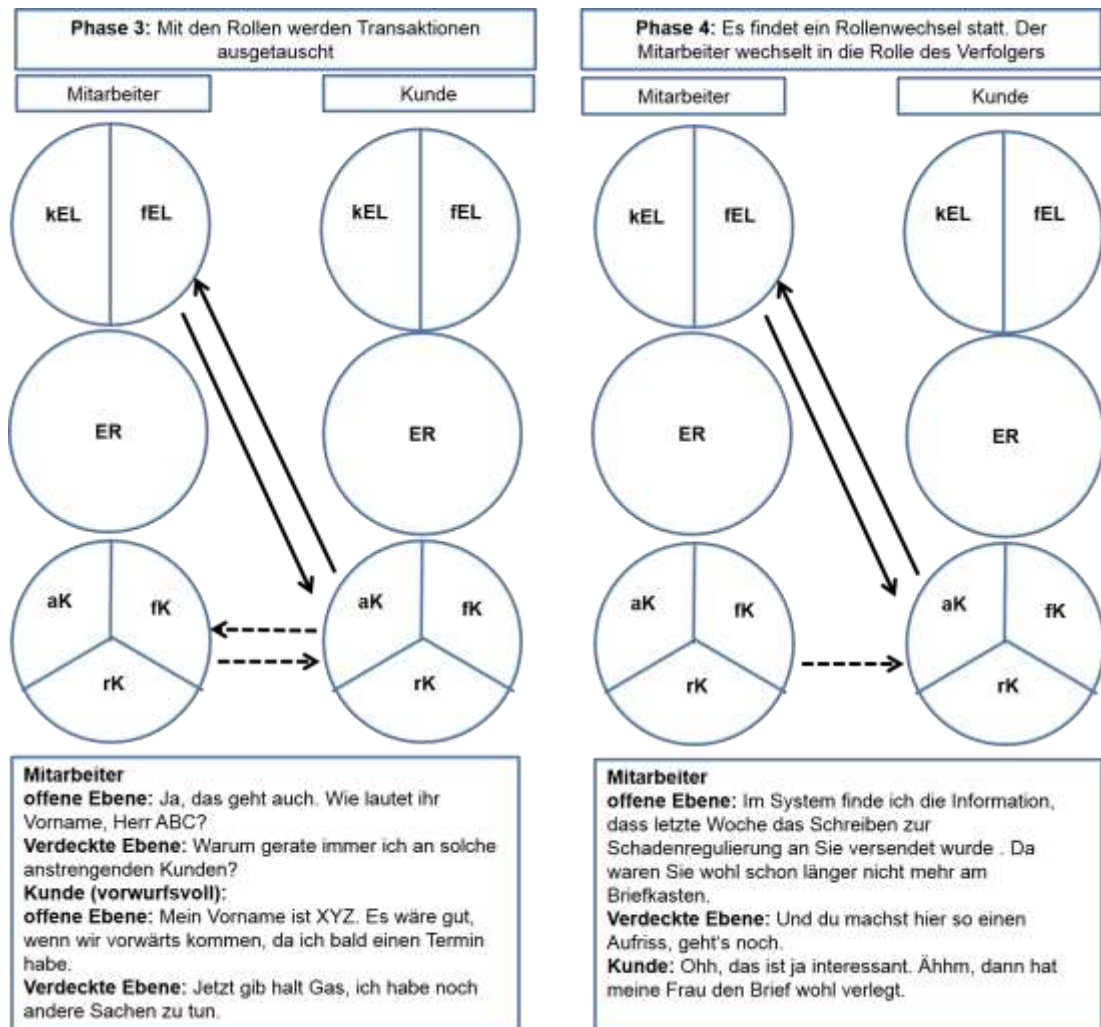 Phase 3: Mit den Rollen werden Transaktionen
ausgetauscht
Mitarbeiter
Kunde
kEL
fEL
kEL
fEL
ER
ER
aK
fK
rK
aK
fK
rK
Mitarbeiter
offene Ebene: Ja, das geht auch. Wie lautet ihr
Vorname, Herr ABC?
Verdeckte Ebene: Warum gerate immer ich an solche
anstrengenden Kunden?
Kunde (vorwurfsvoll):
offene Ebene: Mein Vorname ist XYZ. Es wäre gut,
wenn wir vorwärts kommen, da ich bald einen Termin
habe.
Verdeckte Ebene: Jetzt gib halt Gas, ich habe noch
andere Sachen zu tun.
Phase 4: Es findet ein Rollenwechsel statt. Der
Mitarbeiter wechselt in die Rolle des Verfolgers
Mitarbeiter
Kunde
kEL
fEL
kEL
fEL
ER
ER
aK
fK
rK
aK
fK
rK
Mitarbeiter
offene Ebene: Im System finde ich die Information,
dass letzte Woche das Schreiben zur
Schadenregulierung an Sie versendet wurde . Da
waren Sie wohl schon länger nicht mehr am
Briefkasten.
Verdeckte Ebene: Und du machst hier so einen
Aufriss, geht's noch.
Kunde: Ohh, das ist ja interessant. Ähhm, dann hat
meine Frau den Brief wohl verlegt.